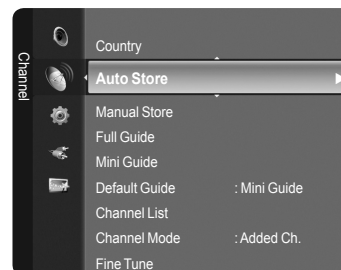 Channel
Country
Auto Store
Manual Store
Full Guide
Mini Guide
Default Guide : Mini Guide
Channel List
Channel Mode : Added Ch.
Fine Tune